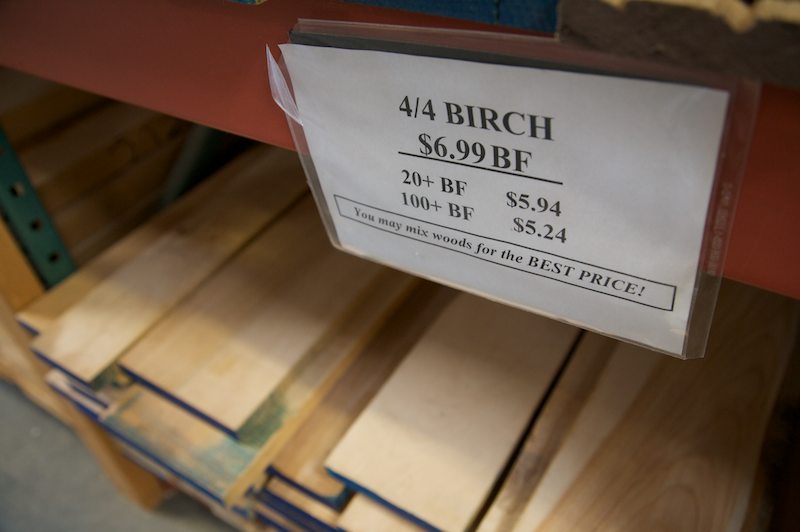 4/4 BIRCH
$6.99 BF
20+ BF $5.94
100+ BF $5.24
You may mix woods for the BEST PRICE!